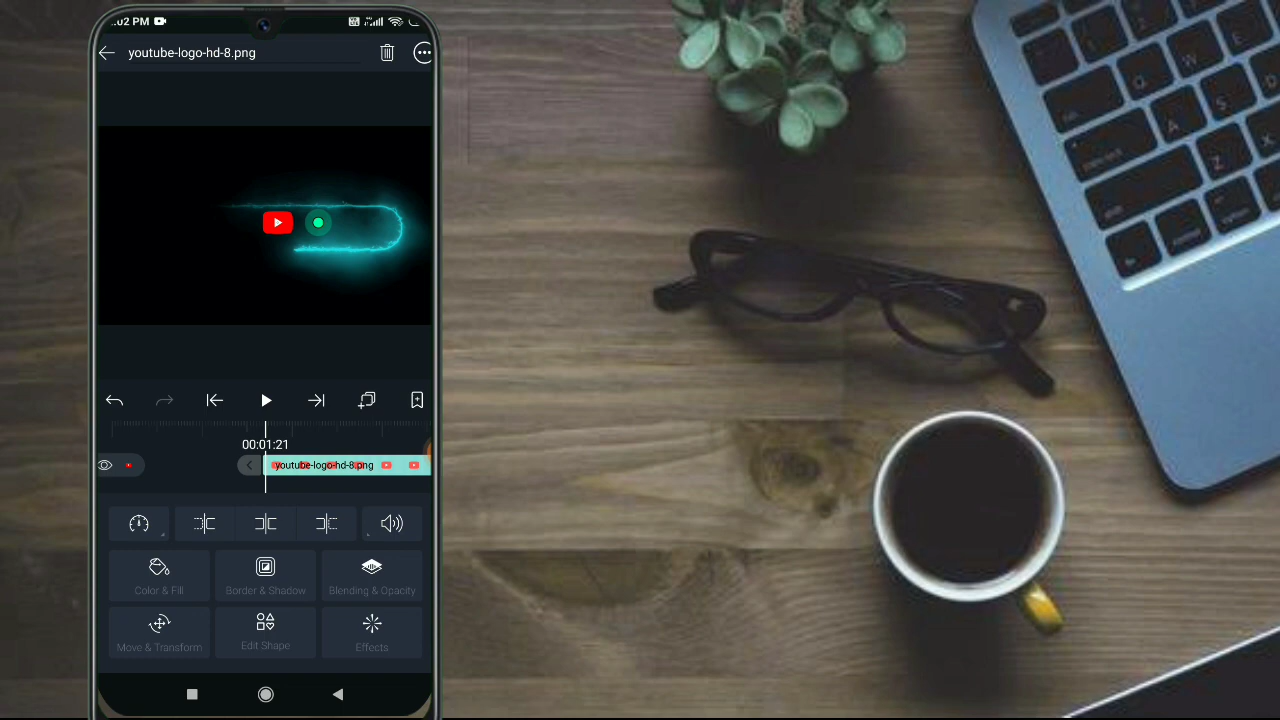 :02 PM
youtube-logo-hd-8.png
00:01:21
youtube-logo-hd-8.png
Color & Fill
Border & Shadow
Blending & Opacity
Move & Transform
Edit Shape
Effects
Q
W
E
A
S
D
Z
X